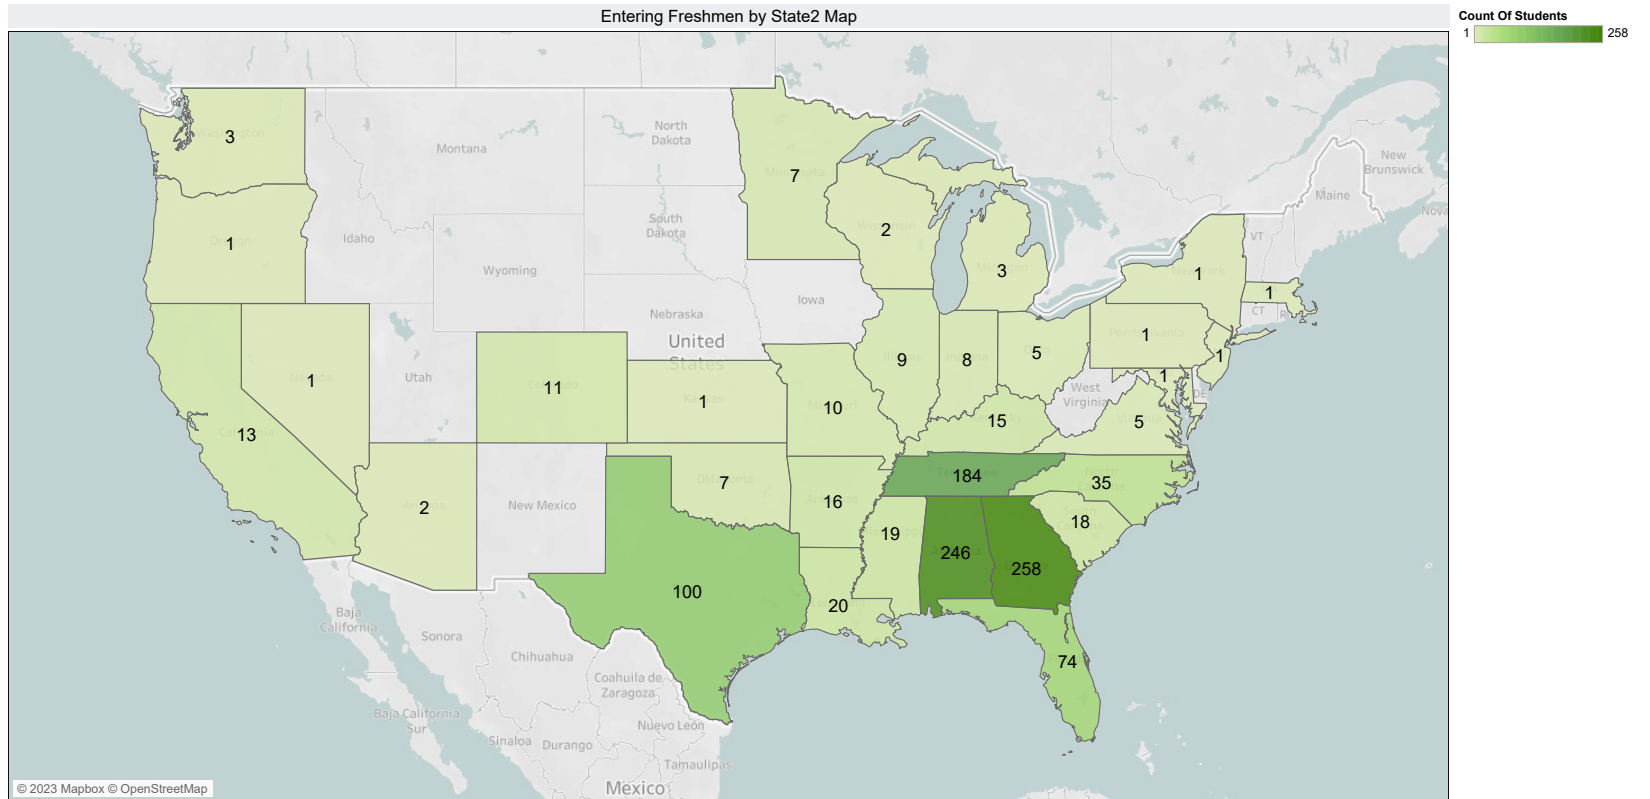 Entering Freshmen by State2 Map
Count Of Students
1
258
North
Dakota
Montana
Washington
3
New
Brunswick
Minnesota
7
Maine
Nova
South
Dakota
Wisconsin
2
VT
Idaho
Oregon
1
Wyoming
Michigan
3
New York
1
1
Iowa
CT
R
Nebraska
United
States
Pennsylvania
1
1
Illinois
9
Indiana
8
5
Utah
Nevada
1
Colorado
11
Kansas
1
Missouri
10
West
Virginia
1
DE
California
13
15
Virginia
5
Oklahoma
7
Tennessee
184
North
35
Arizona
2
New Mexico
Arkansas
16
South
18
Mississippi
19
246
258
100
Louisiana
20
Baja
California
Sonora
Chihuahua
74
Coahuila de
Zaragoza
Baja California
Sur
Nuevo León
Sinaloa
Durango
Tamaulipas
Mexico
© 2023 Mapbox © OpenStreetMap